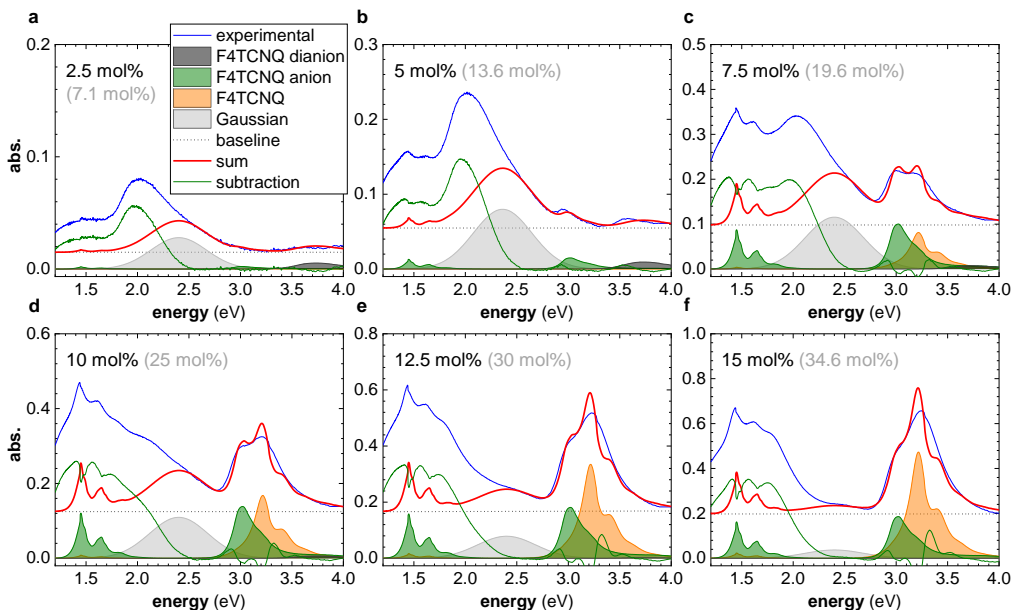 a
0.2
0.1
0.0
abs.
2.5 mol%
(7.1 mol%)
experimental
F4TCNQ dianion
F4TCNQ anion
F4TCNQ
Gaussian
baseline
sum
subtraction
1.5 2.0 2.5 3.0 3.5 4.0
energy (eV)
b
0.3
0.2
0.1
0.0
5 mol% (13.6 mol%)
1.5 2.0 2.5 3.0 3.5 4.0
energy (eV)
c
0.5
0.4
0.3
0.2
0.1
0.0
7.5 mol% (19.6 mol%)
1.5 2.0 2.5 3.0 3.5 4.0
energy (eV)
d
0.6
0.4
0.2
0.0
abs.
10 mol% (25 mol%)
1.5 2.0 2.5 3.0 3.5 4.0
energy (eV)
e
0.8
0.6
0.4
0.2
0.0
12.5 mol% (30 mol%)
1.5 2.0 2.5 3.0 3.5 4.0
energy (eV)
f
1.0
0.8
0.6
0.4
0.2
0.0
15 mol% (34.6 mol%)
1.5 2.0 2.5 3.0 3.5 4.0
energy (eV)